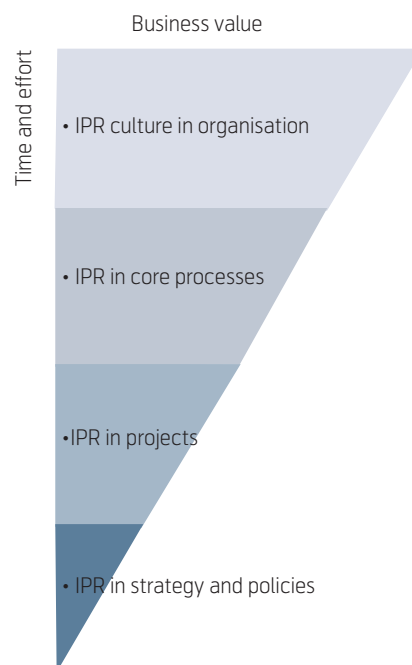 Business value
Time and effort
• IPR culture in organisation
• IPR in core processes
•IPR in projects
• IPR in strategy and policies